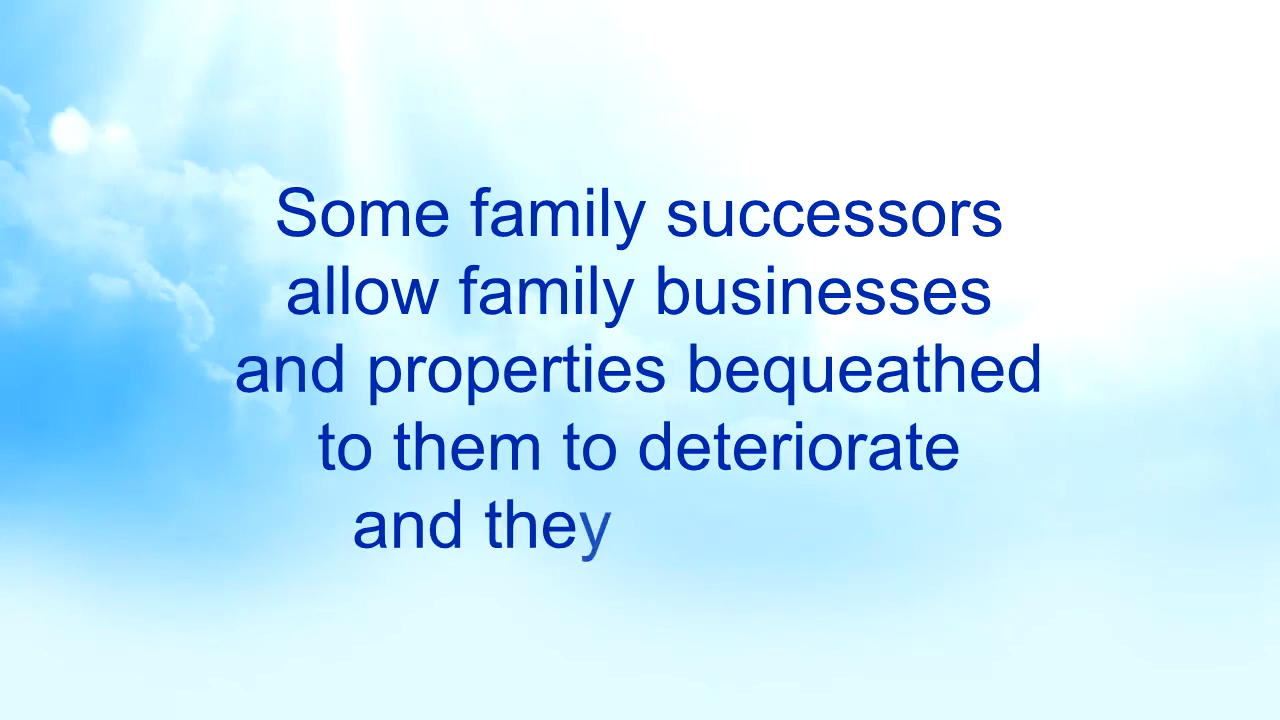 Some family successors
allow family businesses
and properties bequeathed
to them to deteriorate
and they